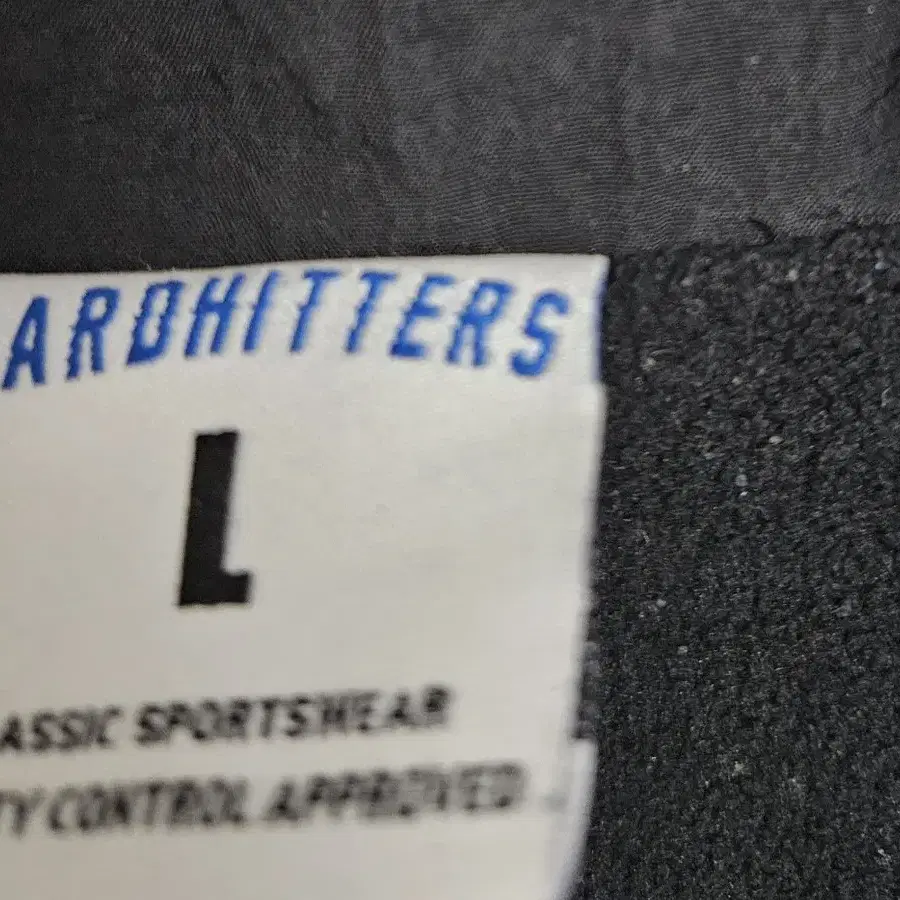 ARDHITTERS
L
ASSIC SPORTSWEAR
TY CONTROL APPROVED